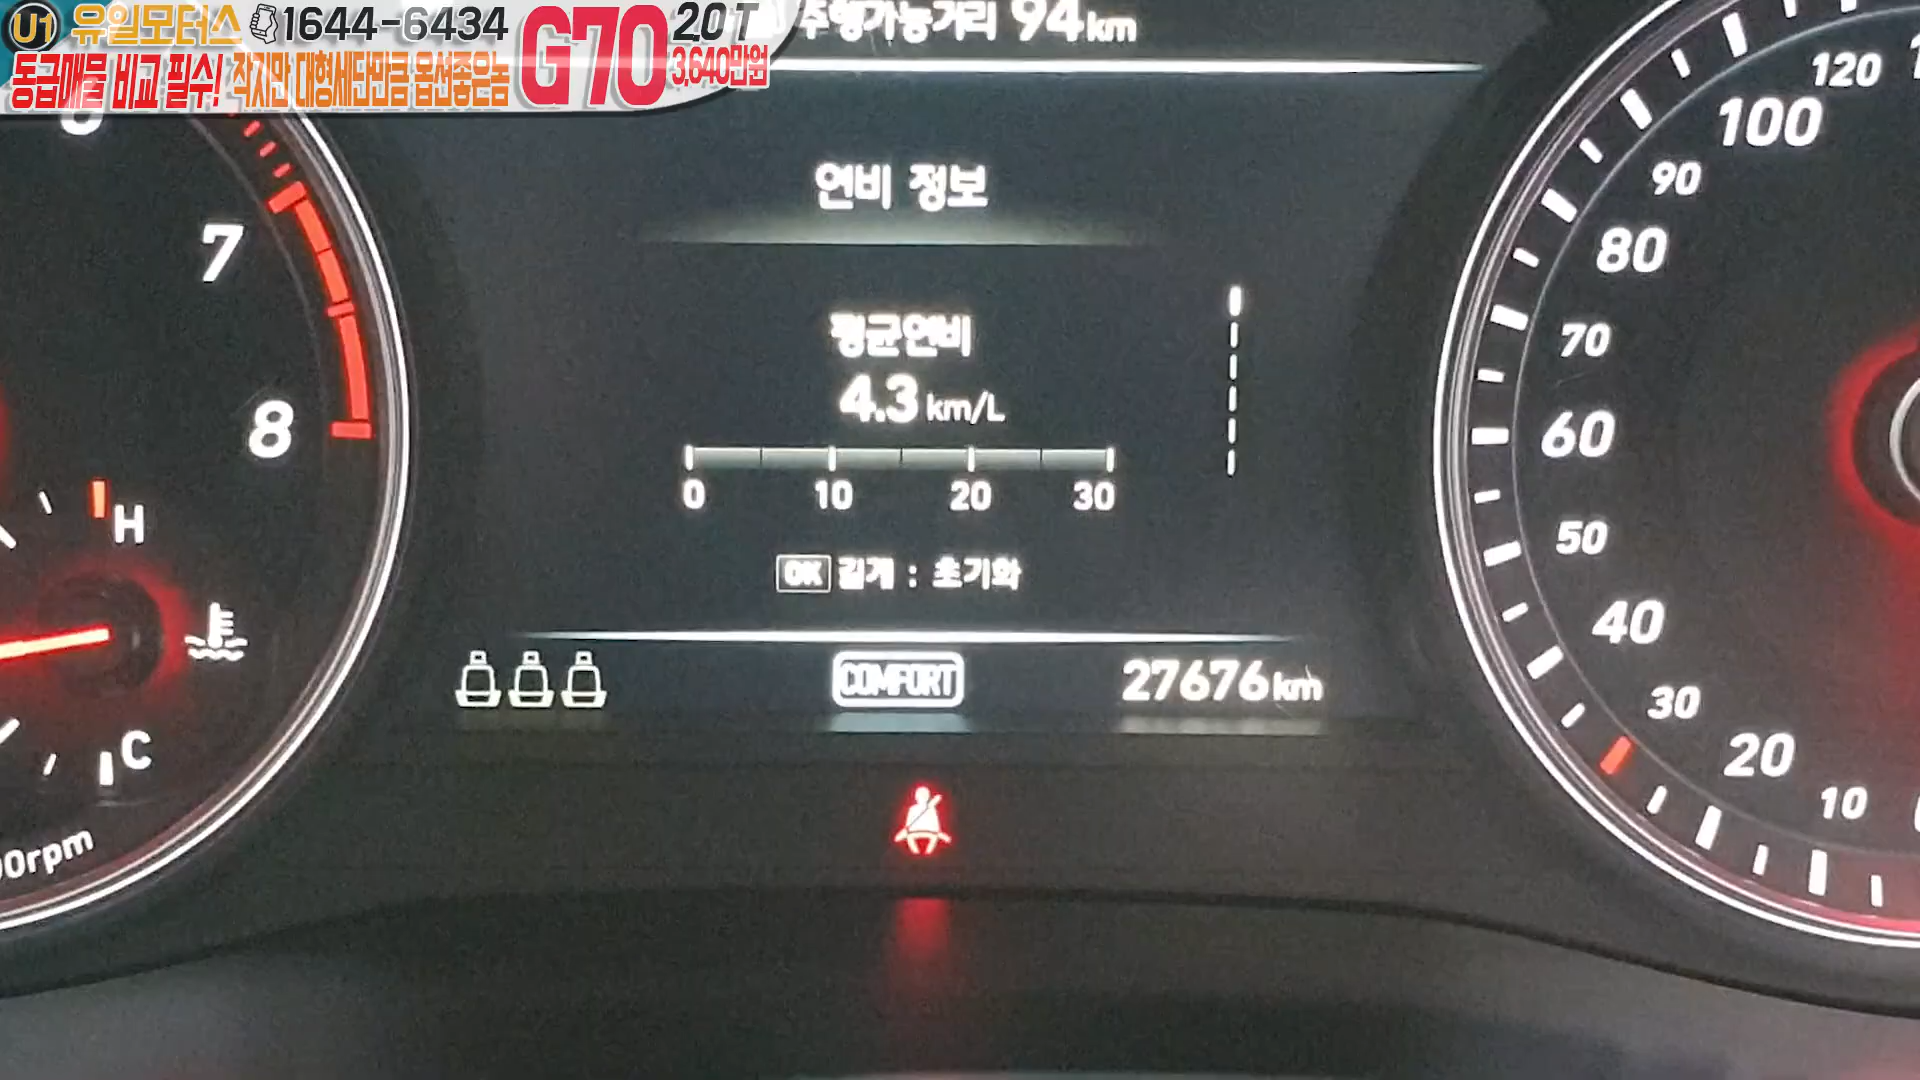 U1 유일모터스 1644-6434
동급매물 비교 필수! 작지만 대형세단만큼 옵션좋은놈
G70 2.0T
3,640만원
주행가능거리 94km
연비 정보
평균연비
4.3 km/L
0 10 20 30
OK 길게 : 초기화
COMFORT 27676km
6
7
8
H
C
00rpm
120
100
90
80
70
60
50
40
30
20
10